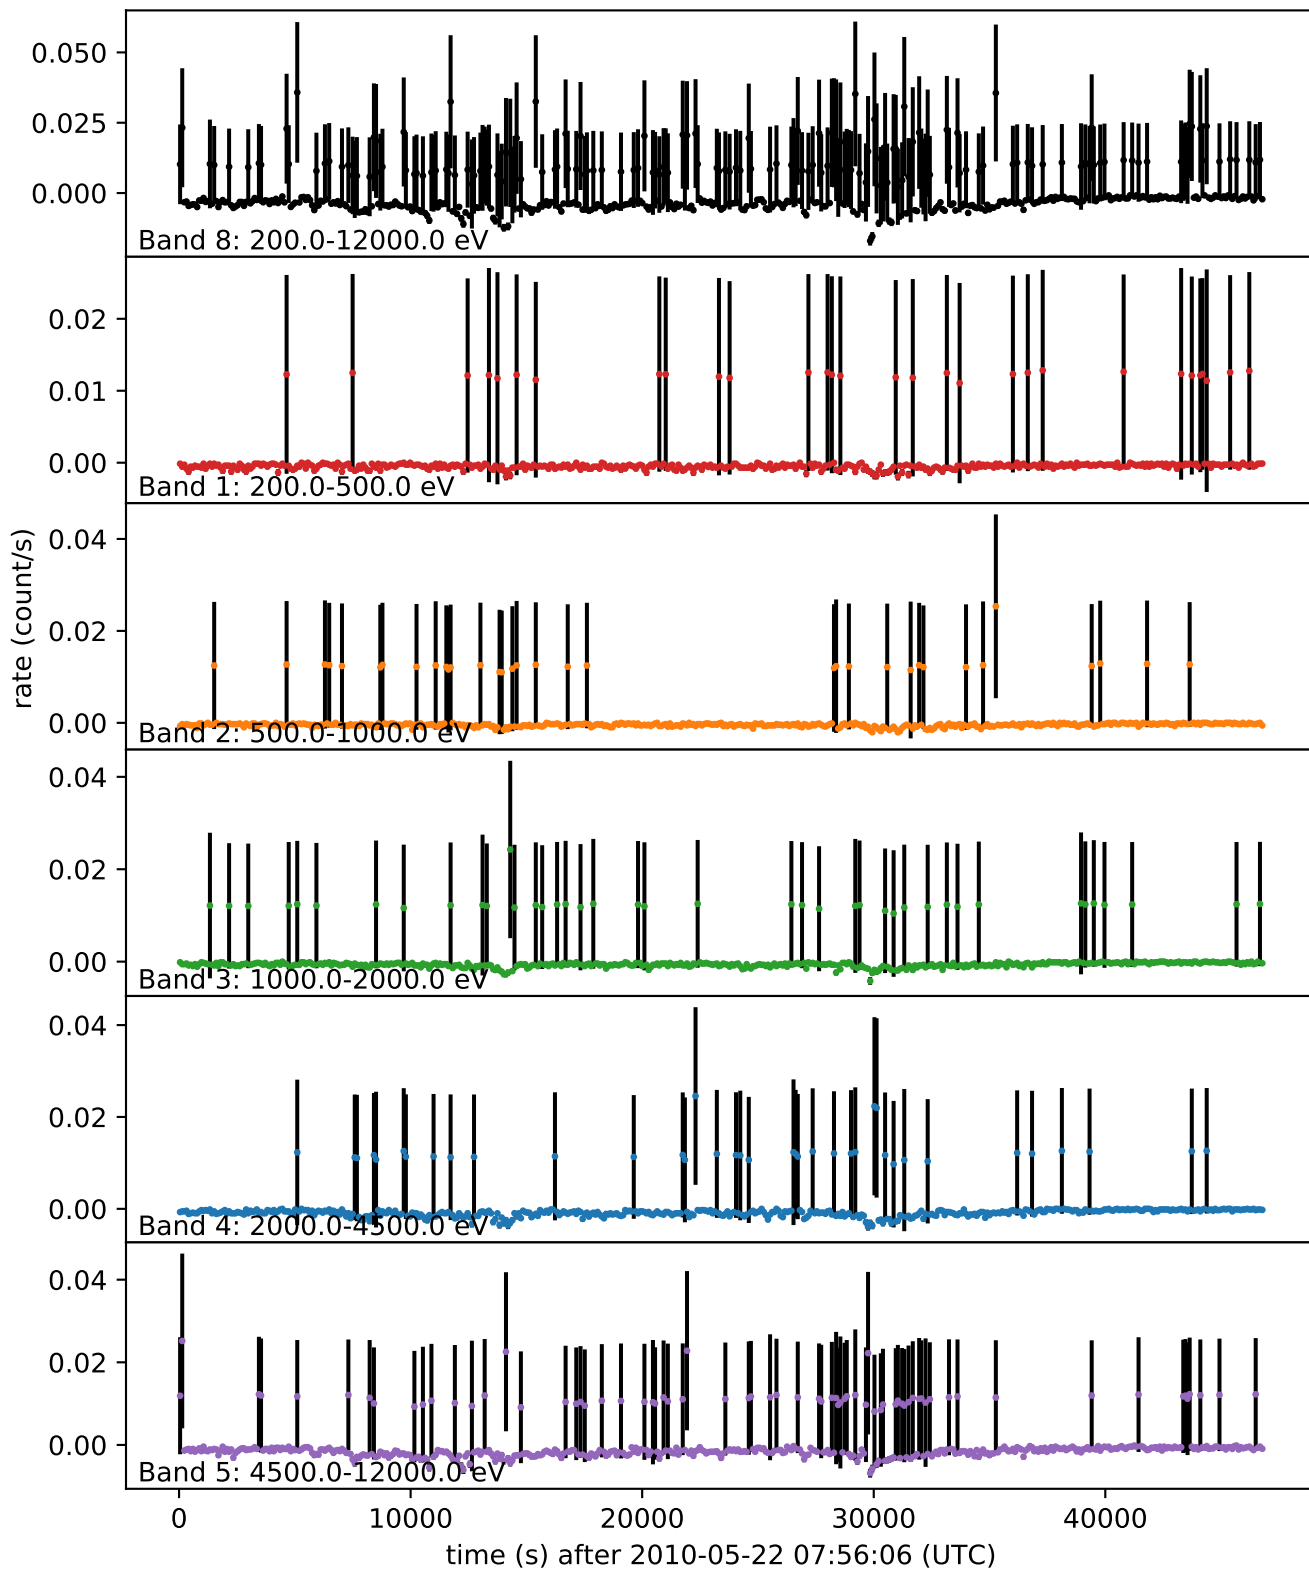 0.050
0.025
0.000
Band 8: 200.0-12000.0 eV
0.02
0.01
0.00
Band 1: 200.0-500.0 eV
0.04
0.02
0.00
Band 2: 500.0-1000.0 eV
rate (count/s)
0.04
0.02
0.00
Band 3: 1000.0-2000.0 eV
0.04
0.02
0.00
Band 4: 2000.0-4500.0 eV
0.04
0.02
0.00
Band 5: 4500.0-12000.0 eV
0 10000 20000 30000 40000
time (s) after 2010-05-22 07:56:06 (UTC)